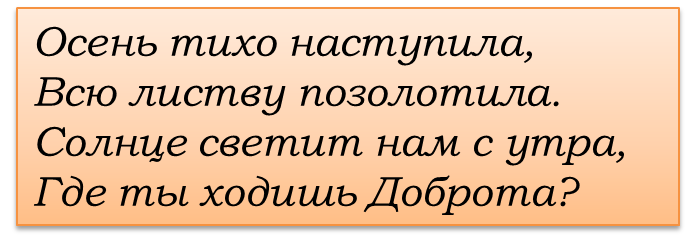 Осень тихо наступила,
Всю листву позолотила.
Солнце светит нам с утра,
Где ты ходишь Доброта?